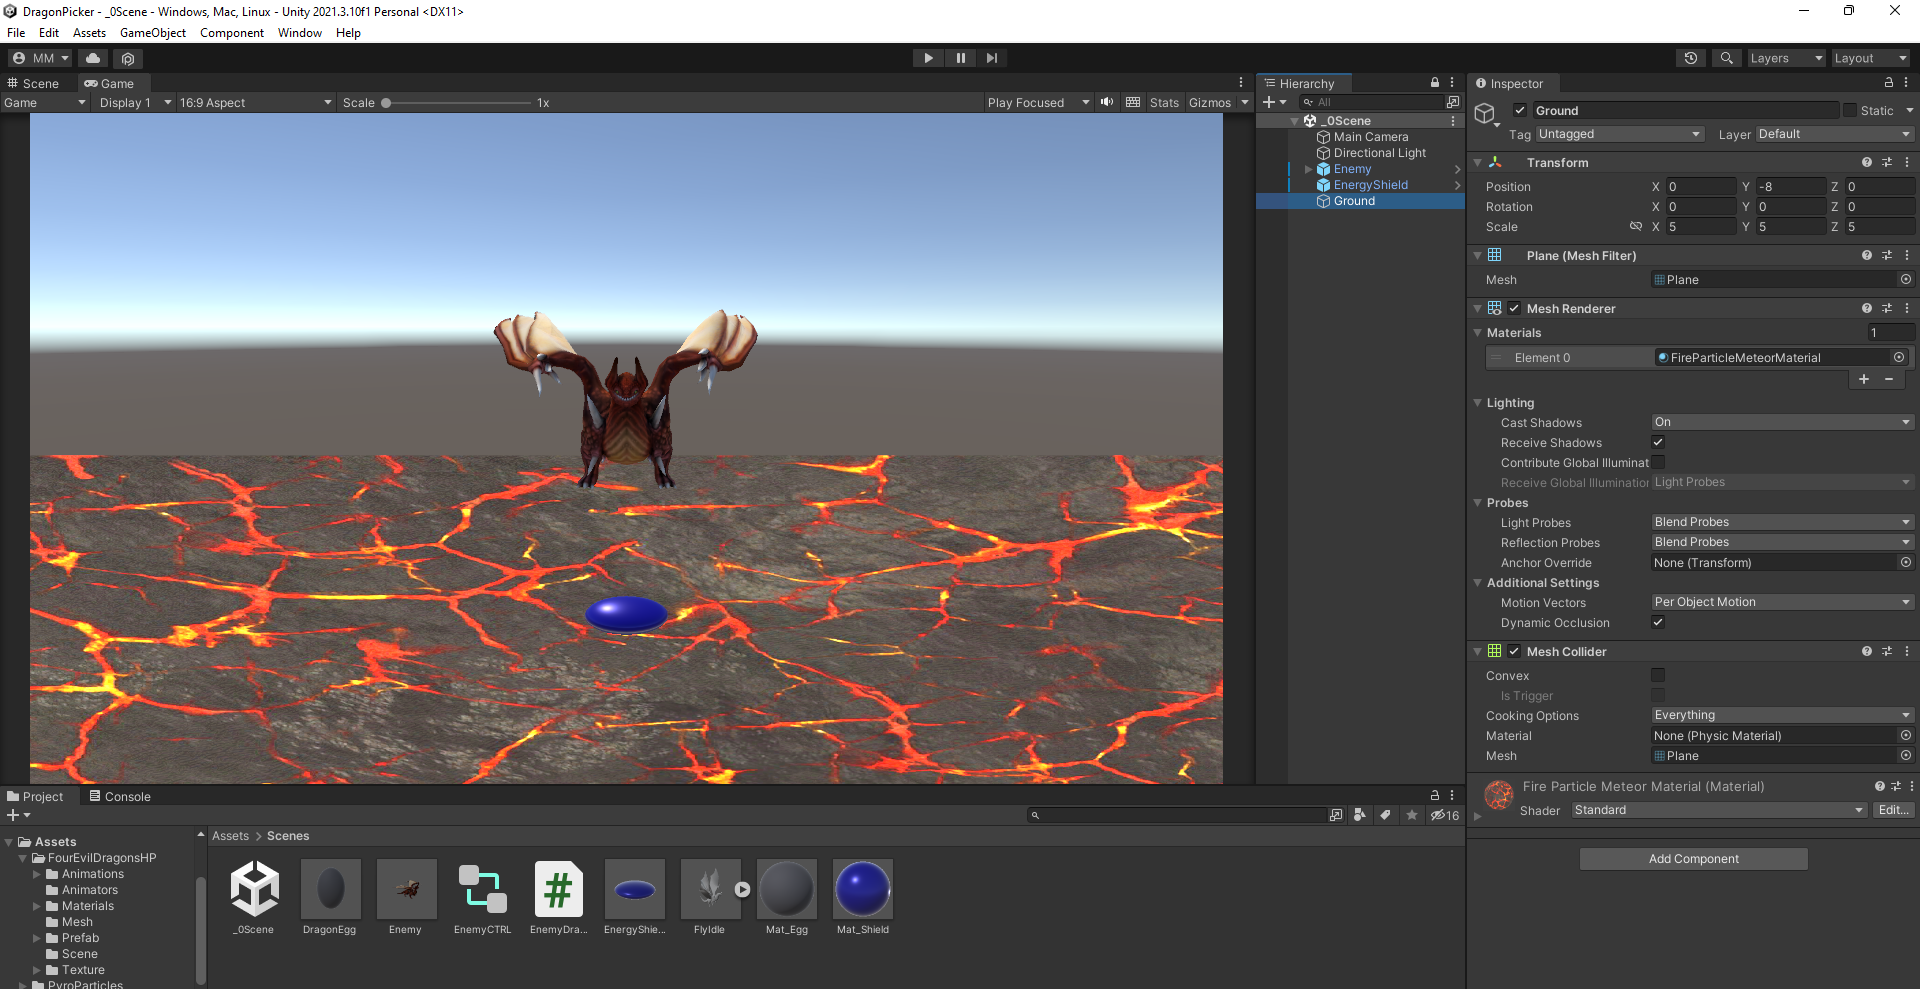 DragonPicker - _0Scene - Windows, Mac, Linux - Unity 2021.3.10f1 Personal <DX11>
File Edit Assets GameObject Component Window Help
MM
Layers
Layout
Scene
Game
Game
Display 1
16:9 Aspect
Scale
1x
Play Focused
Stats
Gizmos
Hierarchy
All
_0Scene
Main Camera
Directional Light
Enemy
EnergyShield
Ground
Inspector
Ground
Static
Tag Untagged
Layer Default
Transform
Position X 0 Y -8 Z 0
Rotation X 0 Y 0 Z 0
Scale X 5 Y 5 Z 5
Plane (Mesh Filter)
Mesh Plane
Mesh Renderer
Materials 1
Element 0 FireParticleMeteorMaterial
+ −
Lighting
Cast Shadows On
Receive Shadows
Contribute Global Illuminat
Receive Global Illumination Light Probes
Probes
Light Probes Blend Probes
Reflection Probes Blend Probes
Anchor Override None (Transform)
Additional Settings
Motion Vectors Per Object Motion
Dynamic Occlusion
Mesh Collider
Convex
Is Trigger
Cooking Options Everything
Material None (Physic Material)
Mesh Plane
Fire Particle Meteor Material (Material)
Shader Standard Edit...
Add Component
Project
Console
16
Assets
FourEvilDragonsHP
Animations
Animators
Materials
Mesh
Prefab
Scene
Texture
PyroParticles
Assets > Scenes
_0Scene
DragonEgg
Enemy
EnemyCTRL
EnemyDra...
EnergyShie...
FlyIdle
Mat_Egg
Mat_Shield